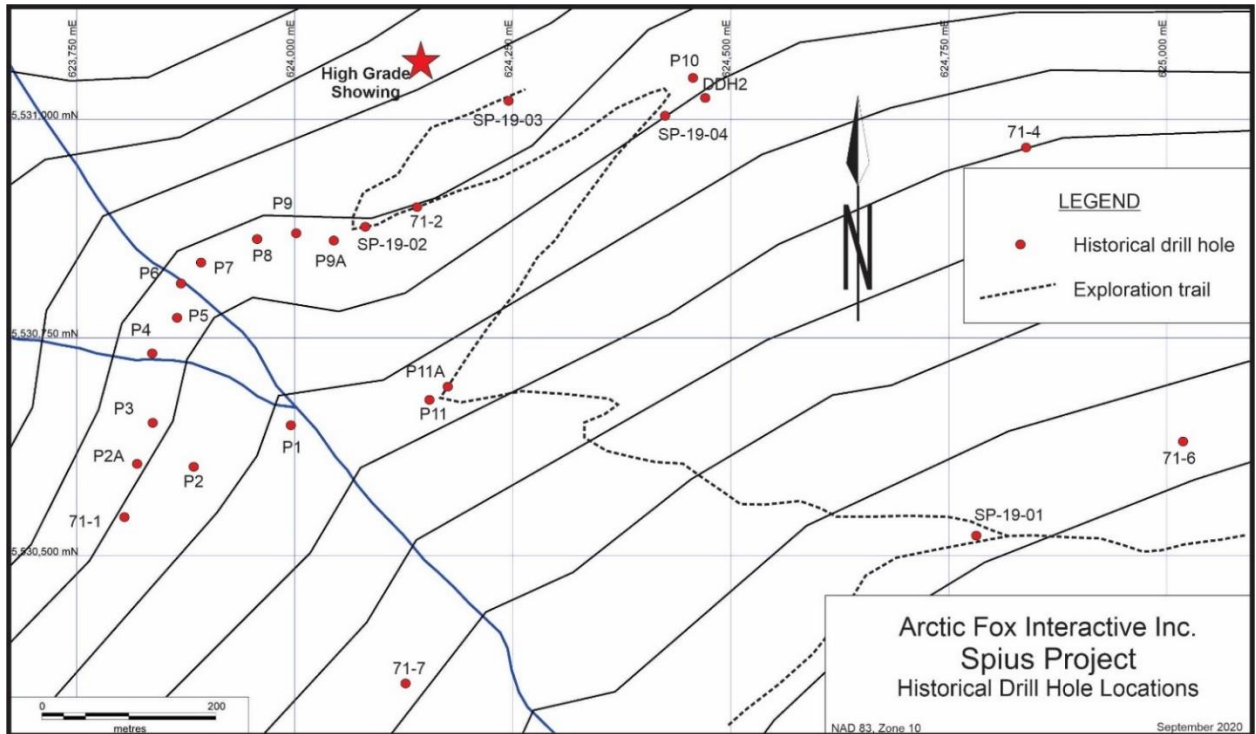 623,750 mE
624,000 mE
624,250 mE
624,500 mE
624,750 mE
625,000 mE
High Grade
Showing
P10
DDH2
5,531,000 mN
SP-19-03
SP-19-04
71-4
LEGEND
Historical drill hole
Exploration trail
P9
71-2
SP-19-02
P8
P9A
P7
P6
N
P5
5,530,750 mN
P4
P11A
P11
P3
P1
P2A
P2
71-6
71-1
SP-19-01
5,530,500 mN
71-7
Arctic Fox Interactive Inc.
Spius Project
Historical Drill Hole Locations
0 200
metres
NAD 83, Zone 10 September 2020